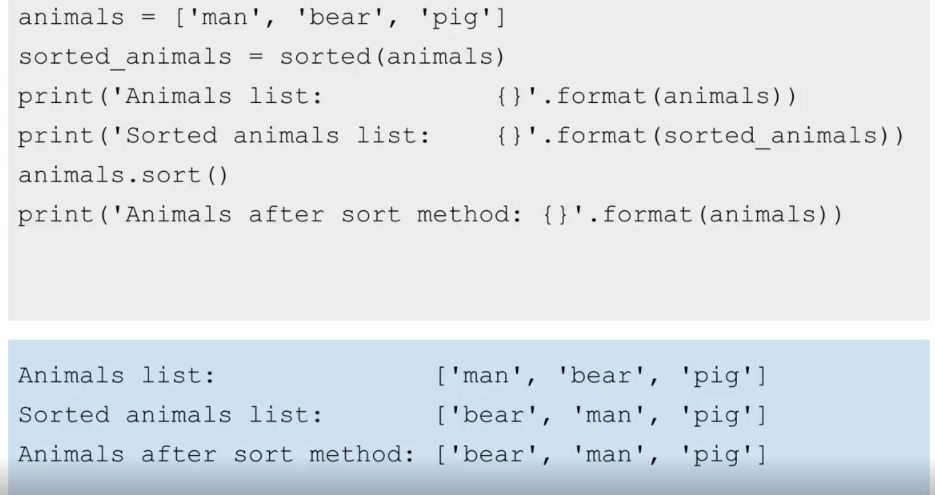 animals = ['man', 'bear', 'pig']
sorted_animals = sorted(animals)
print('Animals list:          {}'.format(animals))
print('Sorted animals list:    {}'.format(sorted_animals))
animals.sort()
print('Animals after sort method: {}'.format(animals))
Animals list:              ['man', 'bear', 'pig']
Sorted animals list:       ['bear', 'man', 'pig']
Animals after sort method: ['bear', 'man', 'pig']